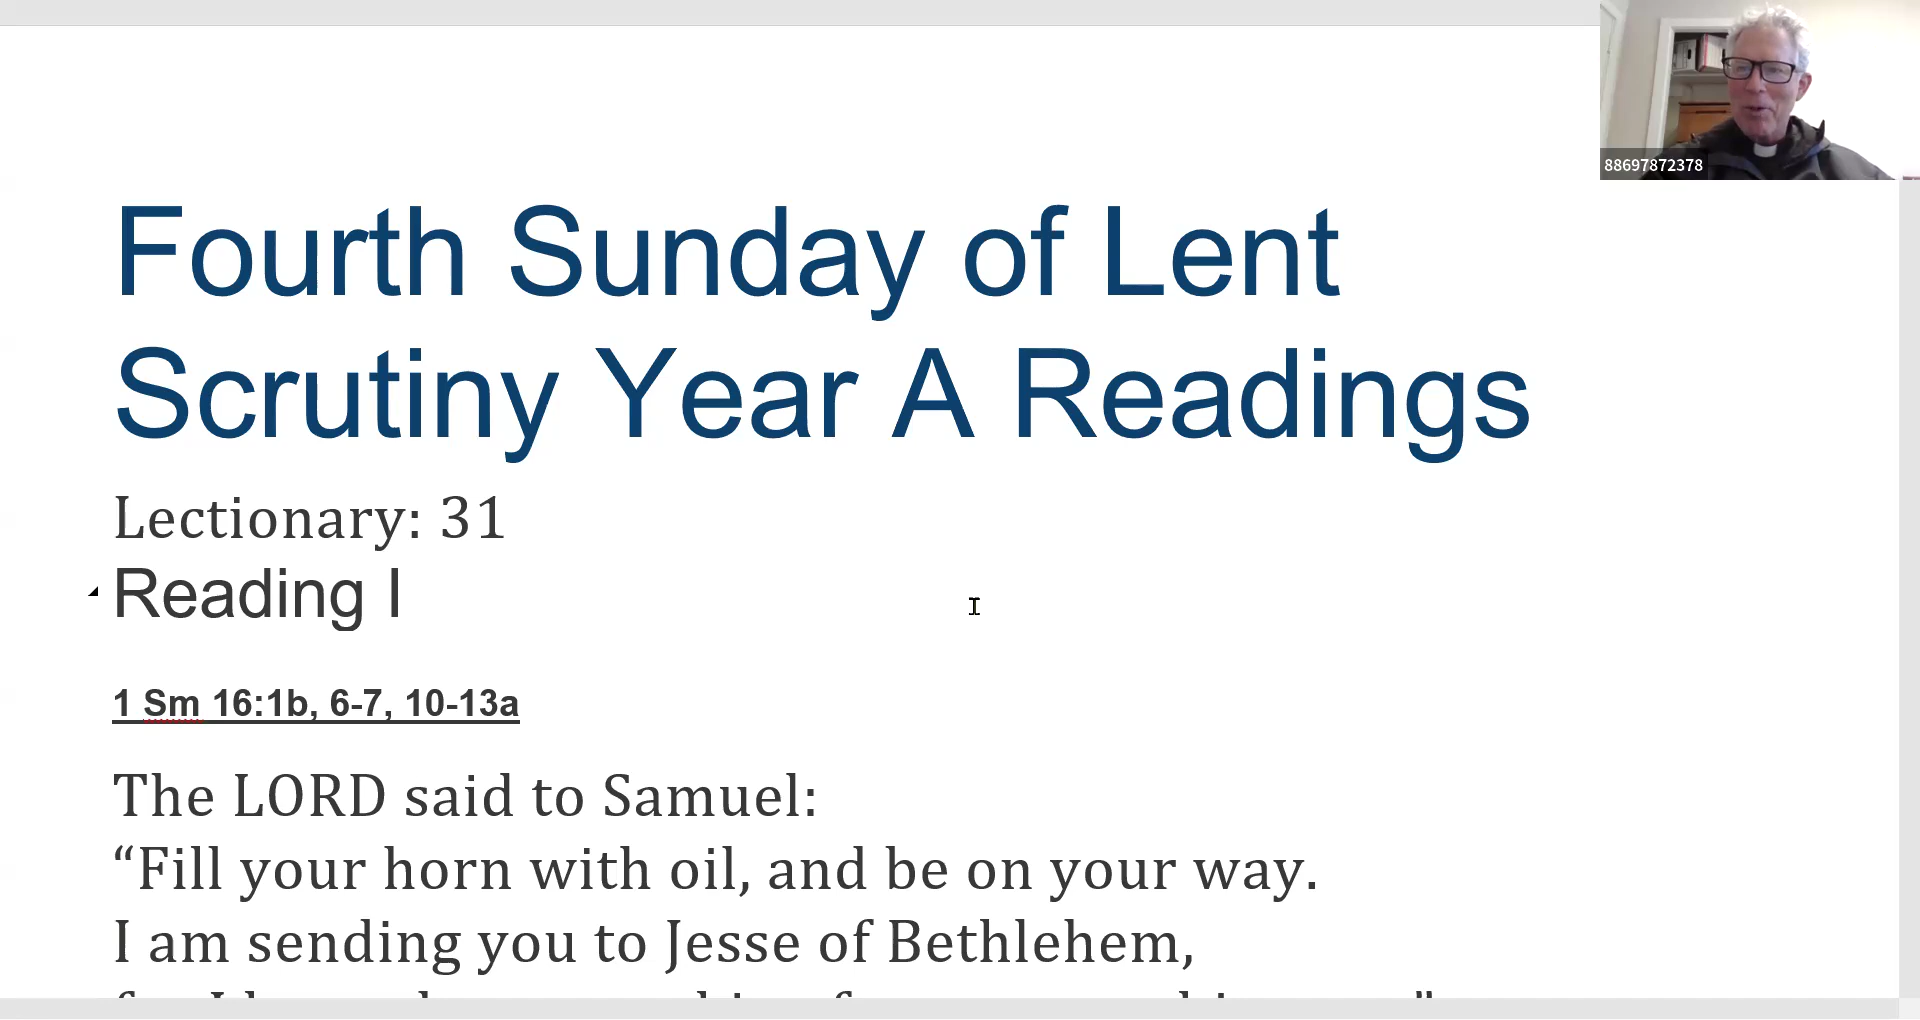 88697872378
Fourth Sunday of Lent
Scrutiny Year A Readings
Lectionary: 31
Reading I
1 Sm 16:1b, 6-7, 10-13a
The LORD said to Samuel:
“Fill your horn with oil, and be on your way.
I am sending you to Jesse of Bethlehem,